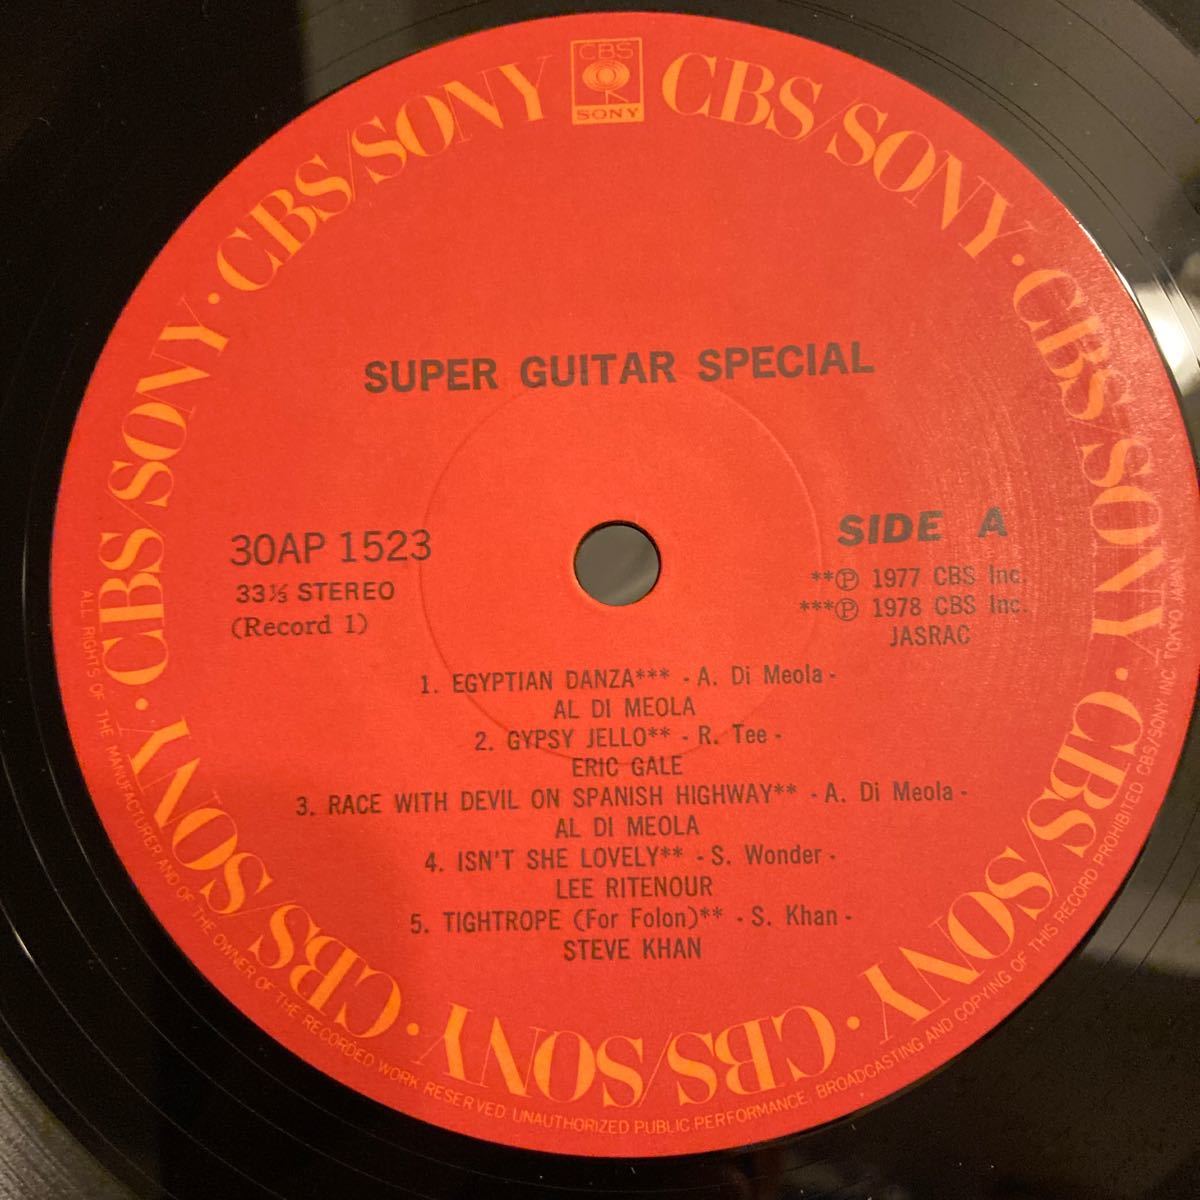 CBS
SONY
CBS/SONY · CBS/SONY · CBS/SONY · CBS/SONY · CBS/SONY · CBS/SONY · CBS/SONY · CBS/SONY
SUPER GUITAR SPECIAL
30AP 1523
33⅓ STEREO
(Record 1)
SIDE A
**Ⓟ 1977 CBS Inc.
***Ⓟ 1978 CBS Inc.
JASRAC
1. EGYPTIAN DANZA*** - A. Di Meola -
AL DI MEOLA
2. GYPSY JELLO** - R. Tee -
ERIC GALE
3. RACE WITH DEVIL ON SPANISH HIGHWAY** - A. Di Meola -
AL DI MEOLA
4. ISN'T SHE LOVELY** - S. Wonder -
LEE RITENOUR
5. TIGHTROPE (For Folon)** - S. Khan -
STEVE KHAN
ALL RIGHTS OF THE MANUFACTURER AND OF THE OWNER OF THE RECORDED WORK RESERVED UNAUTHORIZED PUBLIC PERFORMANCE, BROADCASTING AND COPYING OF THIS RECORD PROHIBITED CBS/SONY INC. TOKYO JAPAN